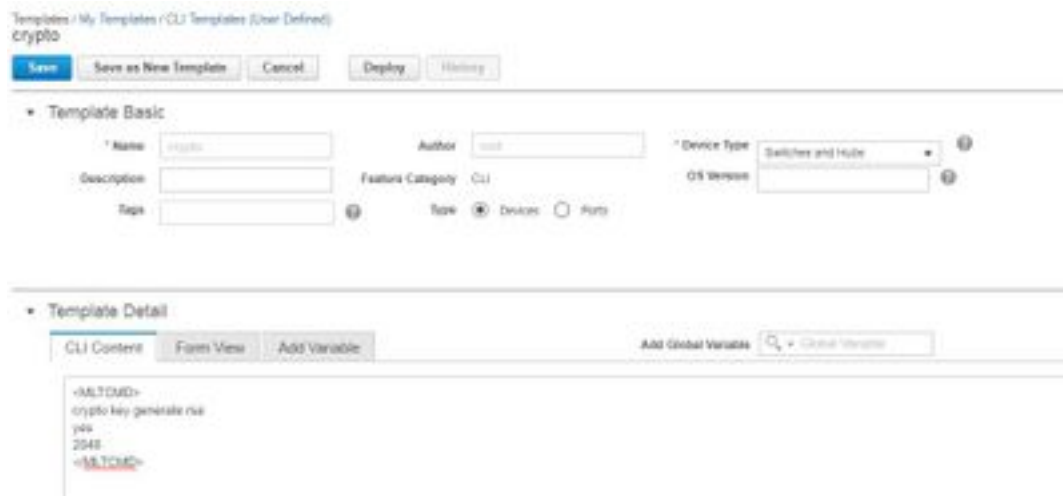 Templates / My Templates / CLI Templates (User Defined)
crypto
Save Save as New Template Cancel Deploy History
Template Basic
* Name crypto Author root * Device Type Switches and Hubs
Description Feature Category CLI OS Version
Tags Type Devices Ports
Template Detail
CLI Content Form View Add Variable Add Global Variable Global Variable
<MLTCMD>
crypto key generate rsa
yes
2048
</MLTCMD>